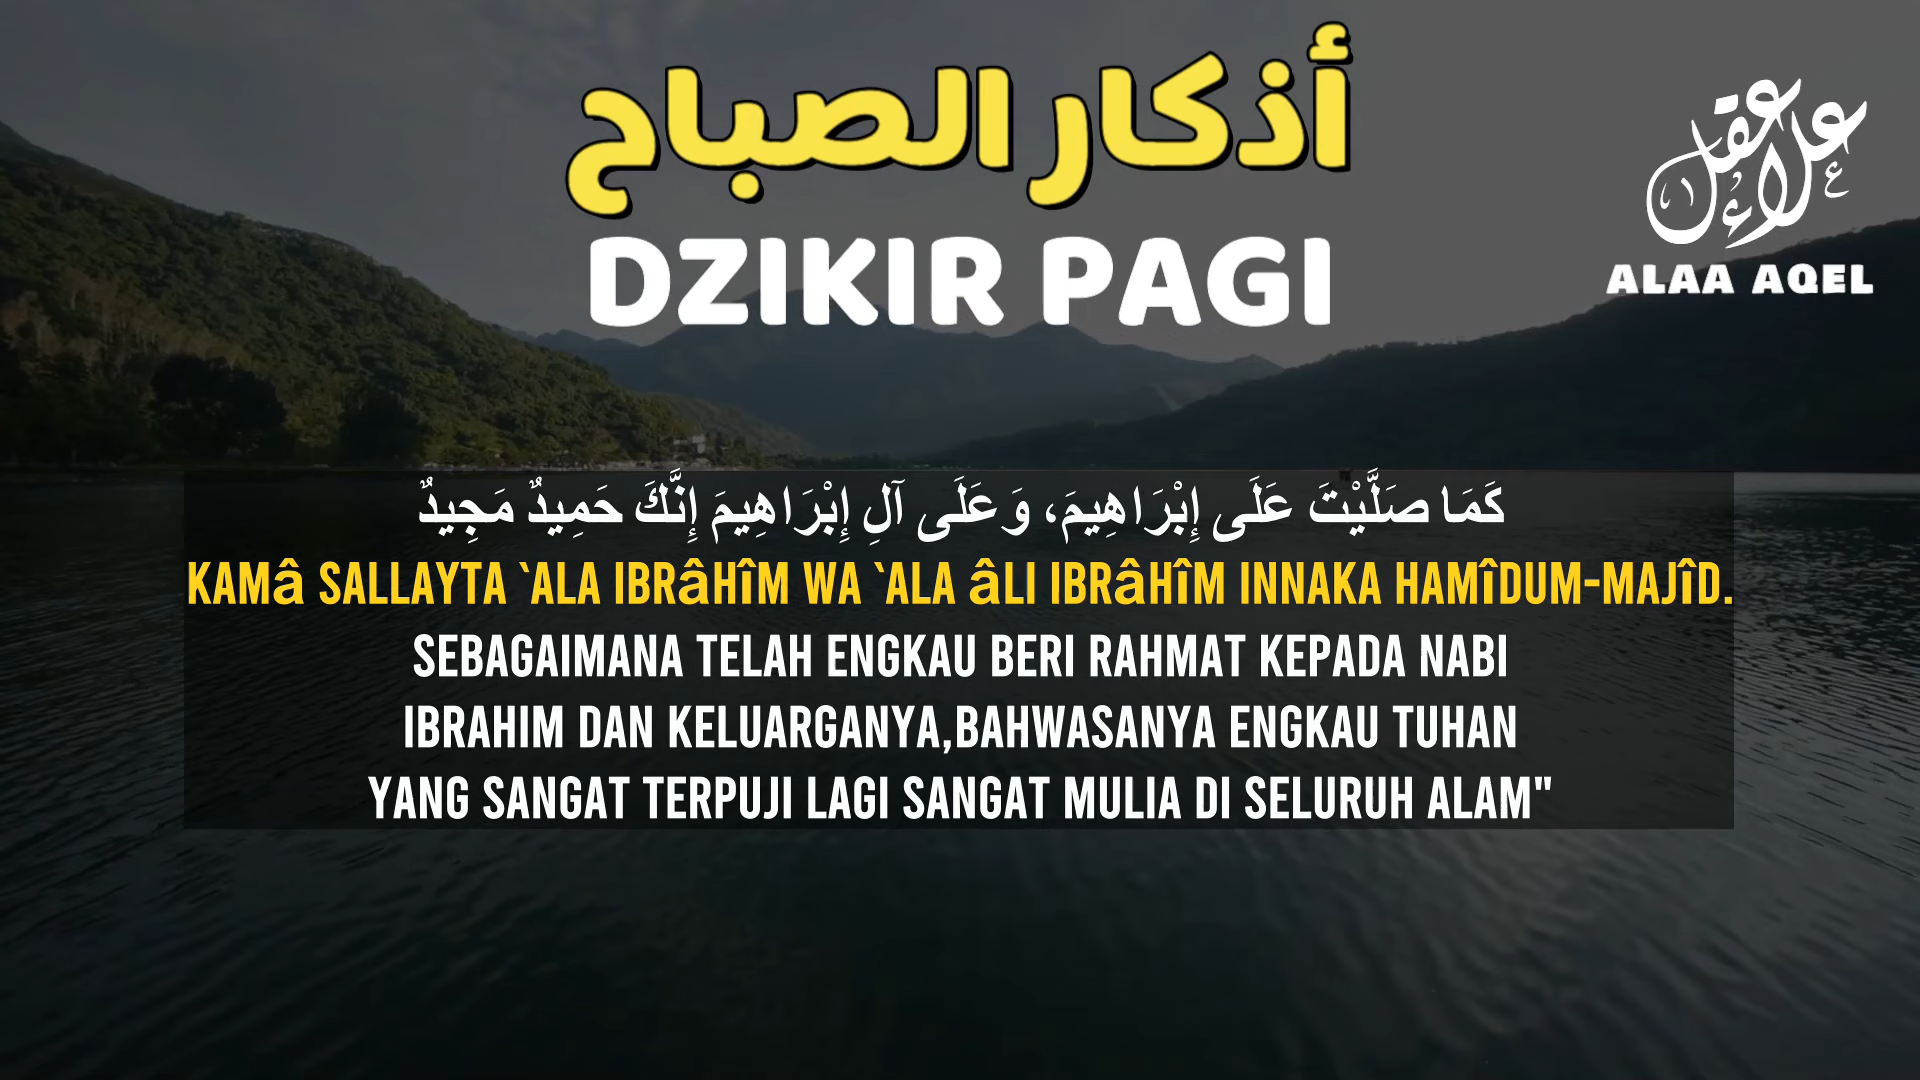 أذكار الصباح
DZIKIR PAGI
علاء عقل
ALAA AQEL
كَمَا صَلَّيْتَ عَلَى إِبْرَاهِيمَ، وَعَلَى آلِ إِبْرَاهِيمَ إِنَّكَ حَمِيدٌ مَجِيدٌ
KAMâ SALLAYTA `ALA IBRâHîM WA `ALA âLI IBRâHîM INNAKA HAMîDUM-MAJîD.
SEBAGAIMANA TELAH ENGKAU BERI RAHMAT KEPADA NABI
IBRAHIM DAN KELUARGANYA,BAHWASANYA ENGKAU TUHAN
YANG SANGAT TERPUJI LAGI SANGAT MULIA DI SELURUH ALAM"